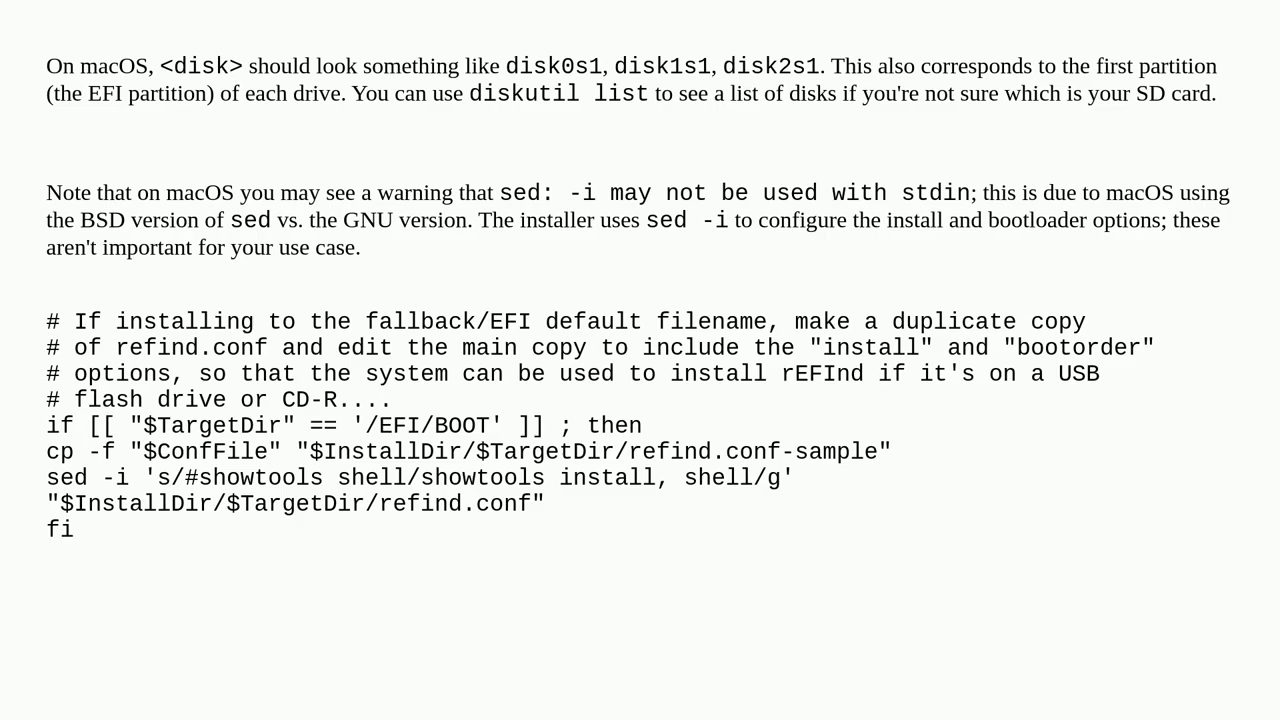 On macOS, <disk> should look something like disk0s1, disk1s1, disk2s1. This also corresponds to the first partition
(the EFI partition) of each drive. You can use diskutil list to see a list of disks if you're not sure which is your SD card.
Note that on macOS you may see a warning that sed: -i may not be used with stdin; this is due to macOS using
the BSD version of sed vs. the GNU version. The installer uses sed -i to configure the install and bootloader options; these
aren't important for your use case.
# If installing to the fallback/EFI default filename, make a duplicate copy
# of refind.conf and edit the main copy to include the "install" and "bootorder"
# options, so that the system can be used to install rEFInd if it's on a USB
# flash drive or CD-R....
if [[ "$TargetDir" == '/EFI/BOOT' ]] ; then
cp -f "$ConfFile" "$InstallDir/$TargetDir/refind.conf-sample"
sed -i 's/#showtools shell/showtools install, shell/g'
"$InstallDir/$TargetDir/refind.conf"
fi